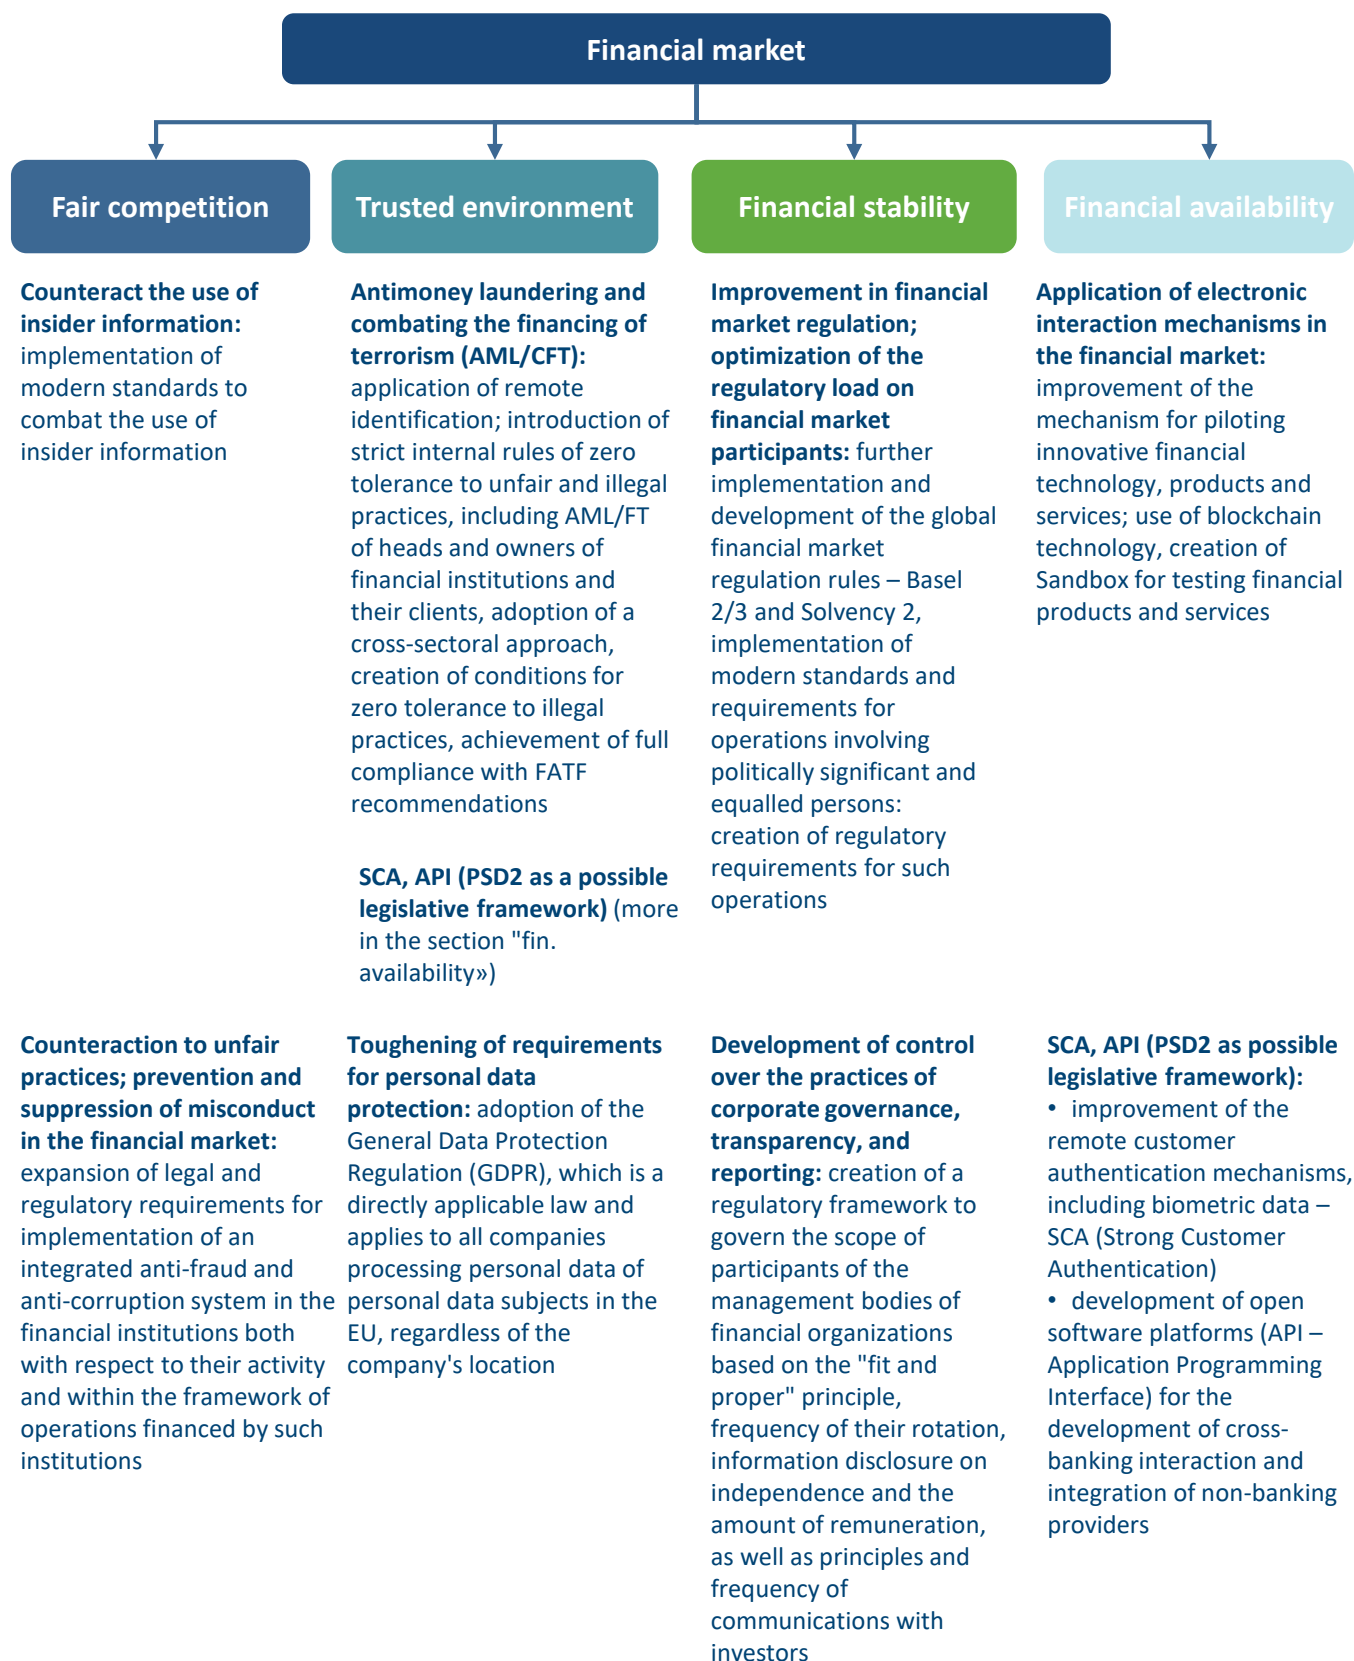 Financial market
Fair competition
Trusted environment
Financial stability
Financial availability
Counteract the use of
insider information:
implementation of
modern standards to
combat the use of
insider information
Antimoney laundering and
combating the financing of
terrorism (AML/CFT):
application of remote
identification; introduction of
strict internal rules of zero
tolerance to unfair and illegal
practices, including AML/FT
of heads and owners of
financial institutions and
their clients, adoption of a
cross-sectoral approach,
creation of conditions for
zero tolerance to illegal
practices, achievement of full
compliance with FATF
recommendations
SCA, API (PSD2 as a possible
legislative framework) (more
in the section "fin.
availability»)
Improvement in financial
market regulation;
optimization of the
regulatory load on
financial market
participants: further
implementation and
development of the global
financial market
regulation rules – Basel
2/3 and Solvency 2,
implementation of
modern standards and
requirements for
operations involving
politically significant and
equalled persons:
creation of regulatory
requirements for such
operations
Application of electronic
interaction mechanisms in
the financial market:
improvement of the
mechanism for piloting
innovative financial
technology, products and
services; use of blockchain
technology, creation of
Sandbox for testing financial
products and services
Counteraction to unfair
practices; prevention and
suppression of misconduct
in the financial market:
expansion of legal and
regulatory requirements for
implementation of an
integrated anti-fraud and
anti-corruption system in the
financial institutions both
with respect to their activity
and within the framework of
operations financed by such
institutions
Toughening of requirements
for personal data
protection: adoption of the
General Data Protection
Regulation (GDPR), which is a
directly applicable law and
applies to all companies
processing personal data of
personal data subjects in the
EU, regardless of the
company's location
Development of control
over the practices of
corporate governance,
transparency, and
reporting: creation of a
regulatory framework to
govern the scope of
participants of the
management bodies of
financial organizations
based on the "fit and
proper" principle,
frequency of their rotation,
information disclosure on
independence and the
amount of remuneration,
as well as principles and
frequency of
communications with
investors
SCA, API (PSD2 as possible
legislative framework):
• improvement of the
remote customer
authentication mechanisms,
including biometric data –
SCA (Strong Customer
Authentication)
• development of open
software platforms (API –
Application Programming
Interface) for the
development of cross-
banking interaction and
integration of non-banking
providers